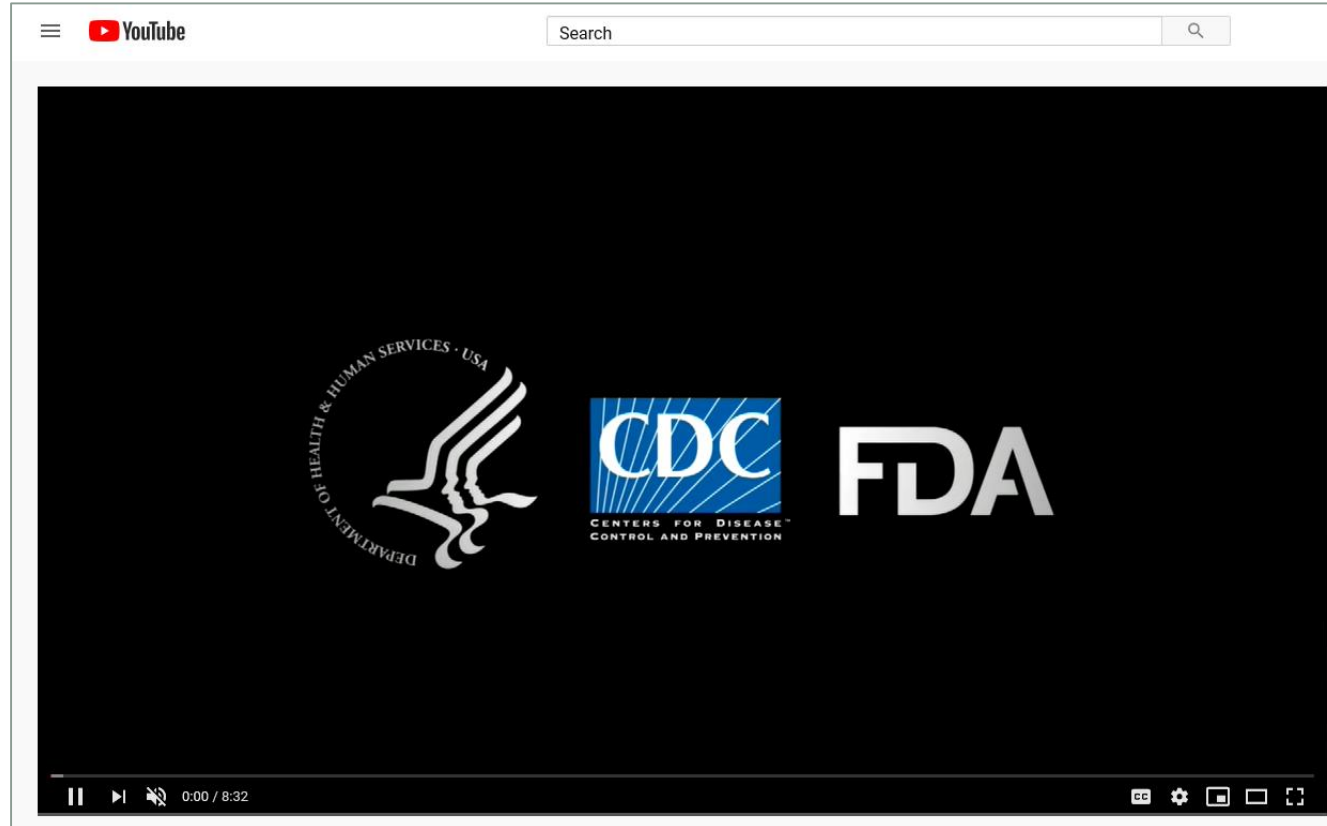 YouTube
Search
DEPARTMENT OF HEALTH & HUMAN SERVICES · USA
CDC
CENTERS FOR DISEASE™
CONTROL AND PREVENTION
FDA
0:00 / 8:32
CC